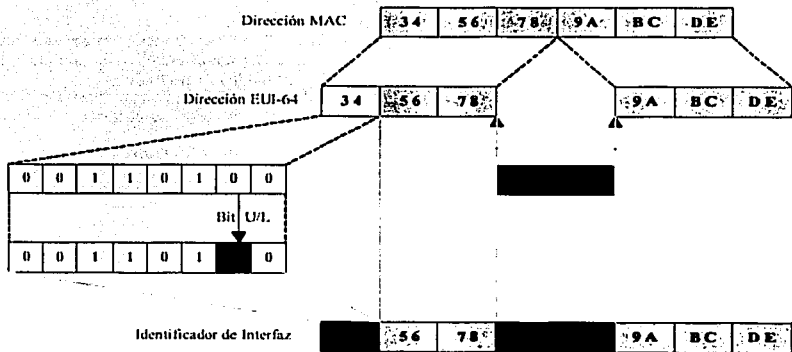 Dirección MAC 34 56 78 9A BC DE
Dirección EUI-64 34 56 78 9A BC DE
0 0 1 1 0 1 0 0
Bit U/L
0 0 1 1 0 1 0
Identificador de Interfaz 56 78 9A BC DE